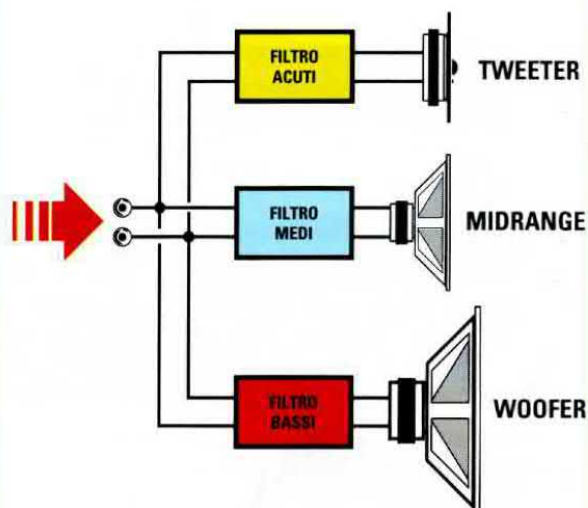 FILTRO
ACUTI
TWEETER
FILTRO
MEDI
MIDRANGE
FILTRO
BASSI
WOOFER